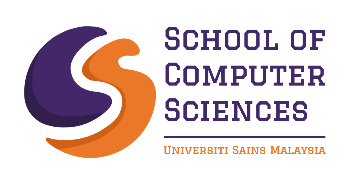 School of
Computer
Sciences
Universiti Sains Malaysia